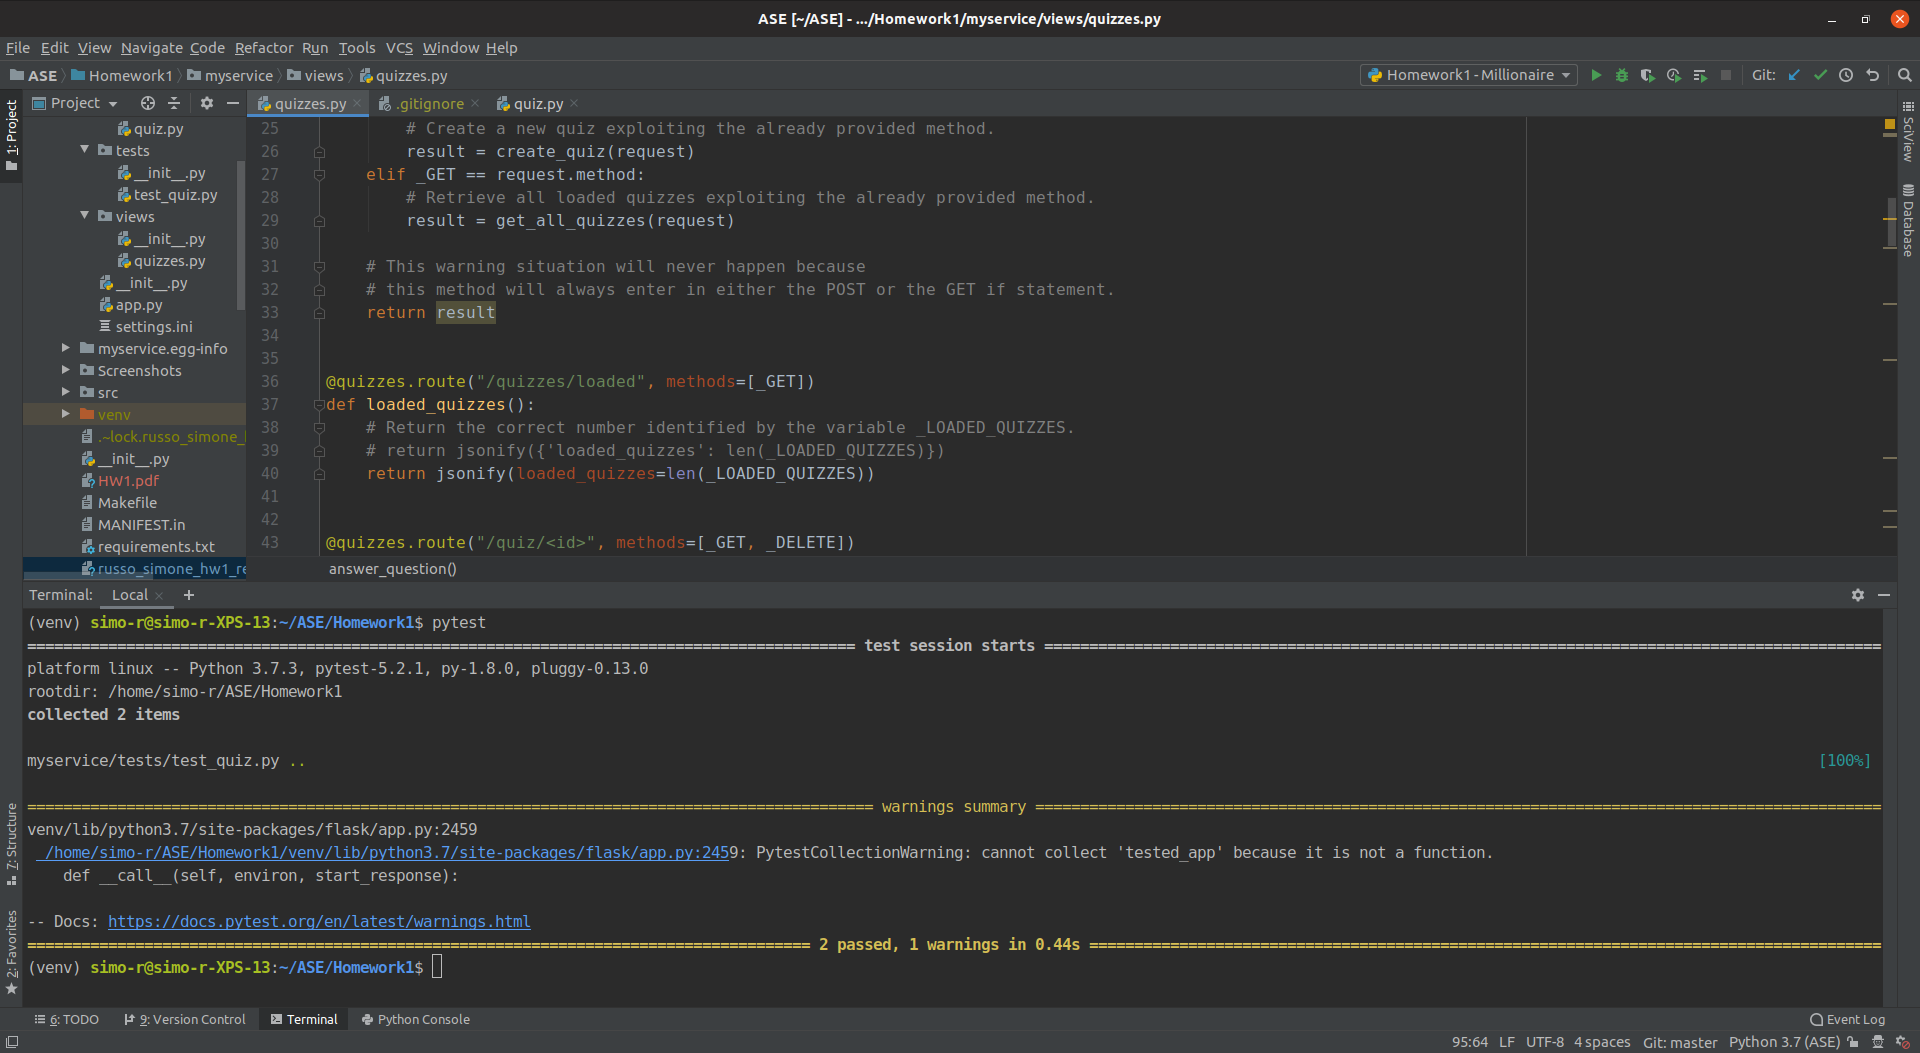 ASE [~/ASE] - .../Homework1/myservice/views/quizzes.py
File Edit View Navigate Code Refactor Run Tools VCS Window Help
ASE Homework1 myservice views quizzes.py
Homework1 - Millionaire
Git:
1: Project
Project
quizzes.py
.gitignore
quiz.py
quiz.py
tests
__init__.py
test_quiz.py
views
__init__.py
quizzes.py
__init__.py
app.py
settings.ini
myservice.egg-info
Screenshots
src
venv
.~lock.russo_simone_
__init__.py
HW1.pdf
Makefile
MANIFEST.in
requirements.txt
russo_simone_hw1_re
25 # Create a new quiz exploiting the already provided method.
26 result = create_quiz(request)
27 elif _GET == request.method:
28 # Retrieve all loaded quizzes exploiting the already provided method.
29 result = get_all_quizzes(request)
30
31 # This warning situation will never happen because
32 # this method will always enter in either the POST or the GET if statement.
33 return result
34
35
36 @quizzes.route("/quizzes/loaded", methods=[_GET])
37 def loaded_quizzes():
38 # Return the correct number identified by the variable _LOADED_QUIZZES.
39 # return jsonify({'loaded_quizzes': len(_LOADED_QUIZZES)})
40 return jsonify(loaded_quizzes=len(_LOADED_QUIZZES))
41
42
43 @quizzes.route("/quiz/<id>", methods=[_GET, _DELETE])
answer_question()
SciView
Database
Terminal: Local +
(venv) simo-r@simo-r-XPS-13:~/ASE/Homework1$ pytest
test session starts
platform linux -- Python 3.7.3, pytest-5.2.1, py-1.8.0, pluggy-0.13.0
rootdir: /home/simo-r/ASE/Homework1
collected 2 items
myservice/tests/test_quiz.py .. [100%]
warnings summary
venv/lib/python3.7/site-packages/flask/app.py:2459
/home/simo-r/ASE/Homework1/venv/lib/python3.7/site-packages/flask/app.py:2459: PytestCollectionWarning: cannot collect 'tested_app' because it is not a function.
def __call__(self, environ, start_response):
-- Docs: https://docs.pytest.org/en/latest/warnings.html
2 passed, 1 warnings in 0.44s
(venv) simo-r@simo-r-XPS-13:~/ASE/Homework1$
7: Structure
2: Favorites
6: TODO 9: Version Control Terminal Python Console Event Log
95:64 LF UTF-8 4 spaces Git: master Python 3.7 (ASE)